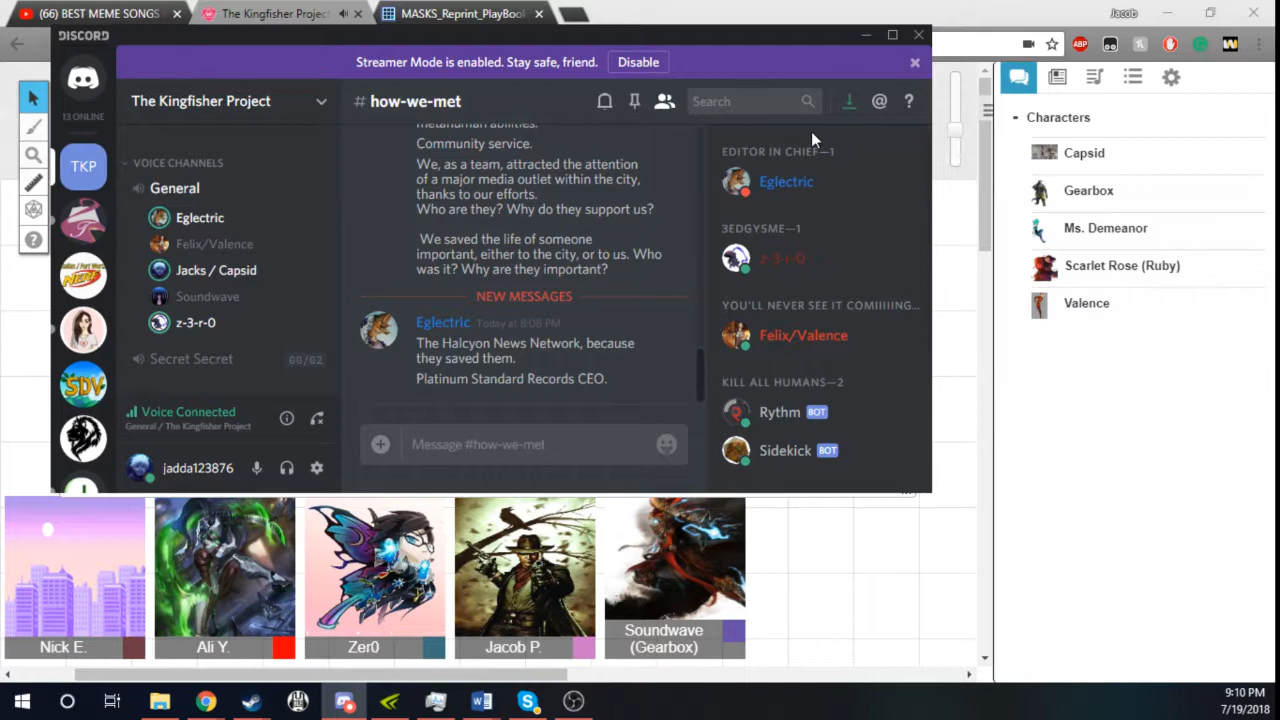 (66) BEST MEME SONGS
The Kingfisher Project
MASKS_Reprint_PlayBook
Jacob
DISCORD
Streamer Mode is enabled. Stay safe, friend.
Disable
13 ONLINE
TKP
The Kingfisher Project
VOICE CHANNELS
General
Eglectric
Felix/Valence
Jacks / Capsid
Soundwave
z-3-r-0
Secret Secret
00/02
Voice Connected
General / The Kingfisher Project
jadda123876
# how-we-met
Search
metahuman abilities.
Community service.
We, as a team, attracted the attention
of a major media outlet within the city,
thanks to our efforts.
Who are they? Why do they support us?
We saved the life of someone
important, either to the city, or to us. Who
was it? Why are they important?
NEW MESSAGES
Eglectric Today at 8:08 PM
The Halcyon News Network, because
they saved them.
Platinum Standard Records CEO.
Message #how-we-met
EDITOR IN CHIEF—1
Eglectric
3EDGY5ME—1
z-3-r-0
YOU'LL NEVER SEE IT COMIIIIING...
Felix/Valence
KILL ALL HUMANS—2
Rythm BOT
Sidekick BOT
ABP
Characters
Capsid
Gearbox
Ms. Demeanor
Scarlet Rose (Ruby)
Valence
Nick E.
Ali Y.
Zer0
Jacob P.
Soundwave
(Gearbox)
9:10 PM
7/19/2018